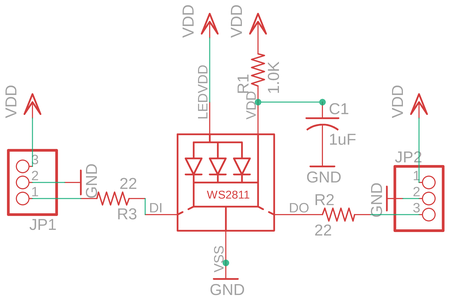 VDD
VDD
LEDVDD
R1
1.0K
VDD
C1
1uF
GND
WS2811
VDD
3
2
1
GND
JP1
22
R3
DI
DO
R2
22
VDD
JP2
1
2
3
GND
VSS
GND